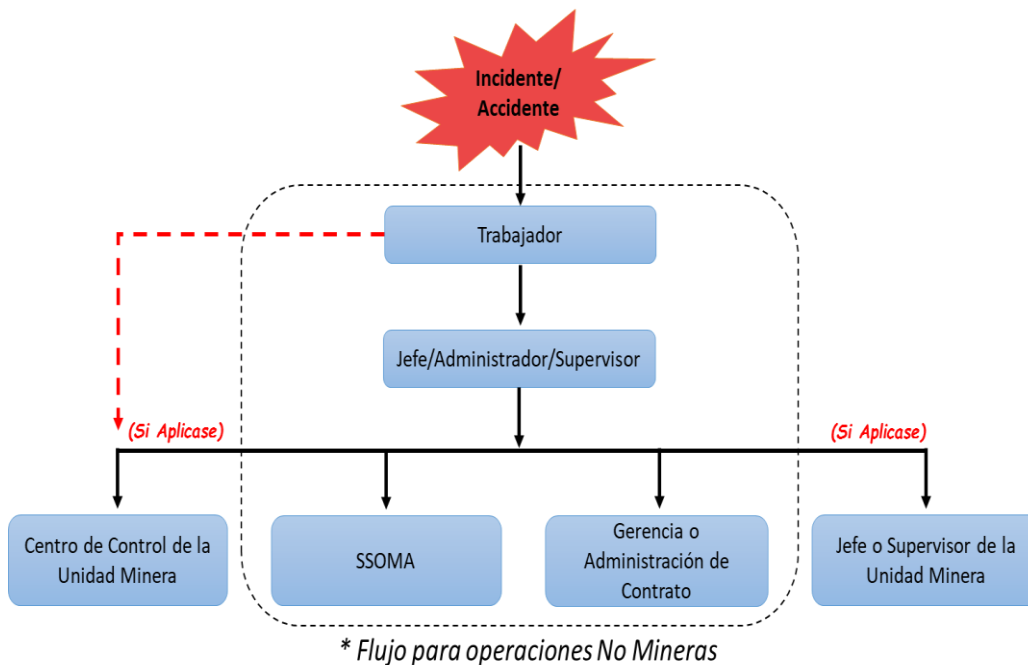 Incidente/
Accidente
Trabajador
Jefe/Administrador/Supervisor
(Si Aplicase)
(Si Aplicase)
Centro de Control de la
Unidad Minera
SSOMA
Gerencia o
Administración de
Contrato
Jefe o Supervisor de la
Unidad Minera
* Flujo para operaciones No Mineras